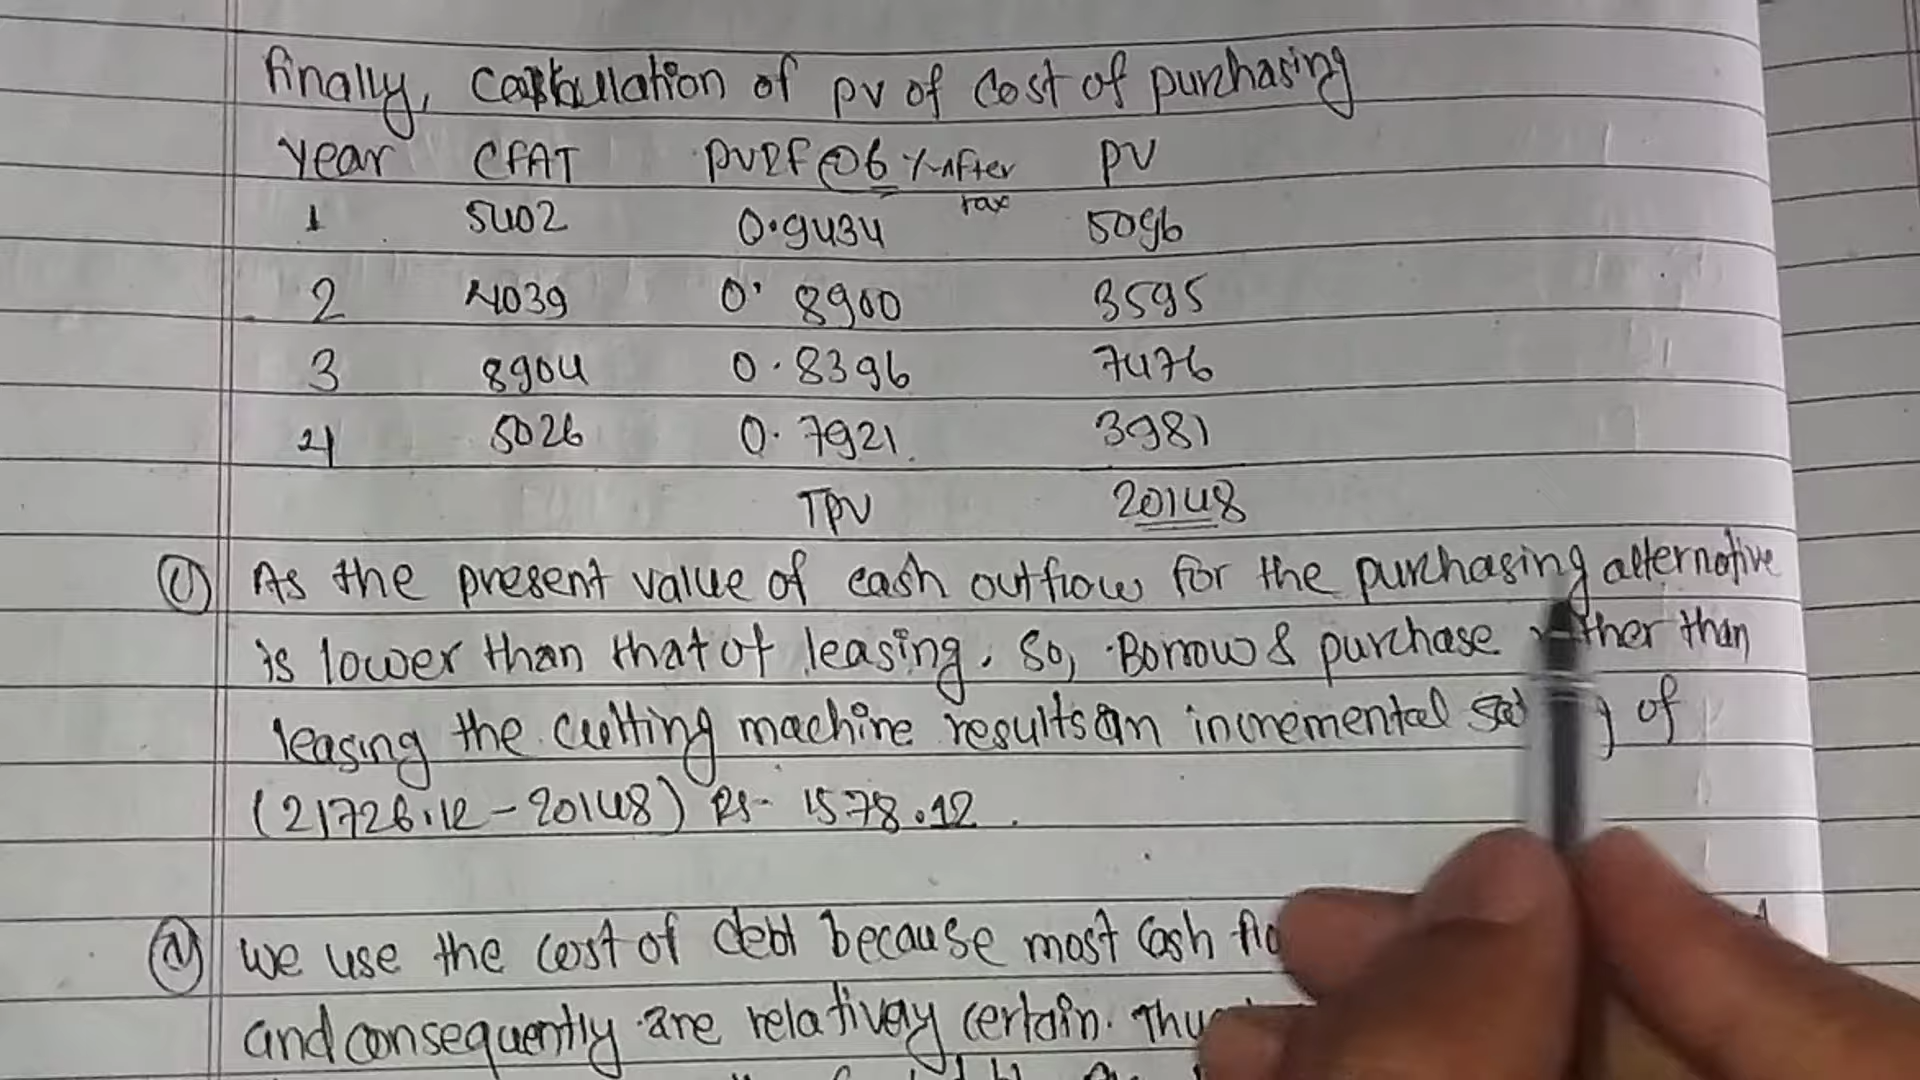 finally, Calculation of pv of cost of purchasing
Year CFAT PVIF@6%After tax PV
1 5402 0.9434 5096
2 4039 0.8900 3595
3 8904 0.8396 7476
4 5026 0.7921 3981
TPV 20148
(i) As the present value of cash outflow for the purchasing alternative
is lower than that of leasing. So, Borrow & purchase rather than
leasing the cutting machine results an incremental of
(21726.12-20148) Rs- 1578.12.
we use the cost of debt because most cash
and consequently are relativey certain.